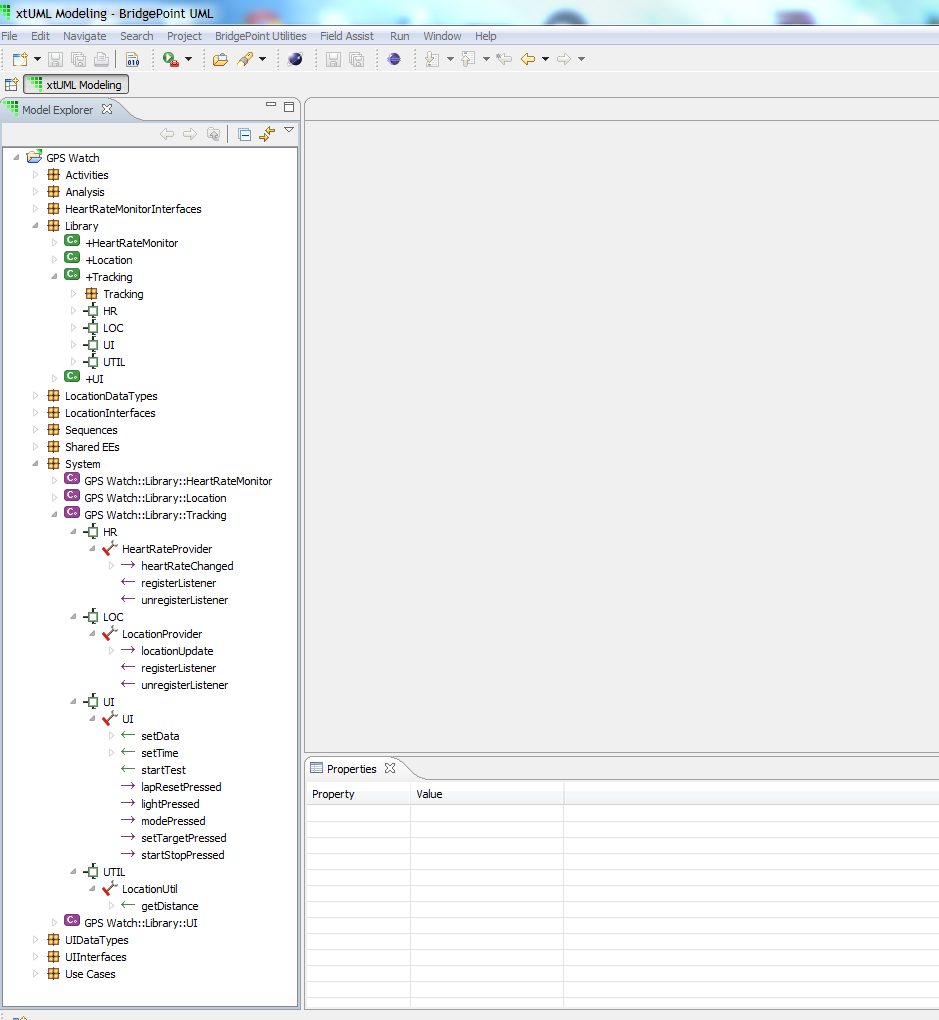 xtUML Modeling - BridgePoint UML
File Edit Navigate Search Project BridgePoint Utilities Field Assist Run Window Help
010
xtUML Modeling
Model Explorer
GPS Watch
Activities
Analysis
HeartRateMonitorInterfaces
Library
+HeartRateMonitor
+Location
+Tracking
Tracking
HR
LOC
UI
UTIL
+UI
LocationDataTypes
LocationInterfaces
Sequences
Shared EEs
System
GPS Watch::Library::HeartRateMonitor
GPS Watch::Library::Location
GPS Watch::Library::Tracking
HR
HeartRateProvider
heartRateChanged
registerListener
unregisterListener
LOC
LocationProvider
locationUpdate
registerListener
unregisterListener
UI
UI
setData
setTime
startTest
lapResetPressed
lightPressed
modePressed
setTargetPressed
startStopPressed
UTIL
LocationUtil
getDistance
GPS Watch::Library::UI
UIDataTypes
UIInterfaces
Use Cases
Properties
Property Value